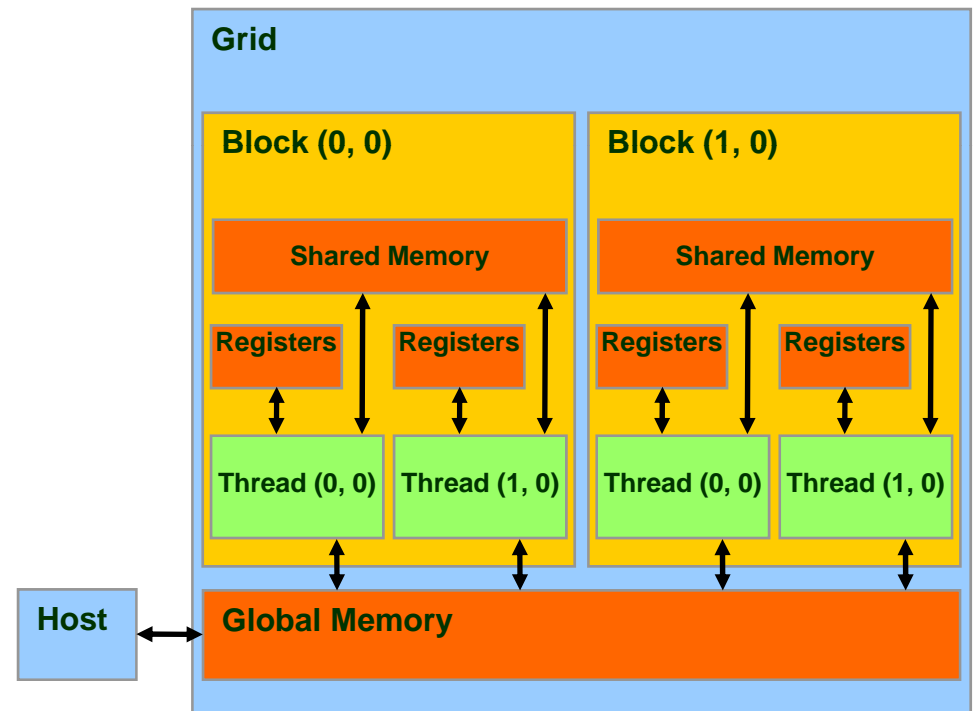 Grid
Block (0, 0)
Block (1, 0)
Shared Memory
Shared Memory
Registers
Registers
Registers
Registers
Thread (0, 0)
Thread (1, 0)
Thread (0, 0)
Thread (1, 0)
Host
Global Memory